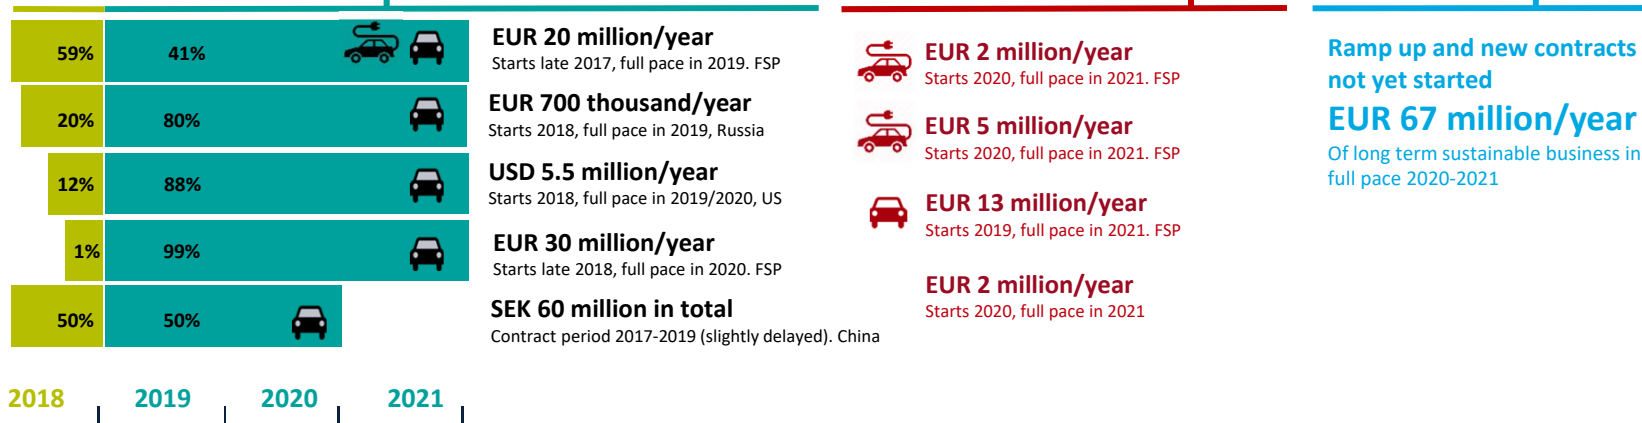 59% 41%
EUR 20 million/year
Starts late 2017, full pace in 2019. FSP
20% 80%
EUR 700 thousand/year
Starts 2018, full pace in 2019, Russia
12% 88%
USD 5.5 million/year
Starts 2018, full pace in 2019/2020, US
1% 99%
EUR 30 million/year
Starts late 2018, full pace in 2020. FSP
50% 50%
SEK 60 million in total
Contract period 2017-2019 (slightly delayed). China
2018 2019 2020 2021
EUR 2 million/year
Starts 2020, full pace in 2021. FSP
EUR 5 million/year
Starts 2020, full pace in 2021. FSP
EUR 13 million/year
Starts 2019, full pace in 2021. FSP
EUR 2 million/year
Starts 2020, full pace in 2021
Ramp up and new contracts
not yet started
EUR 67 million/year
Of long term sustainable business in
full pace 2020-2021